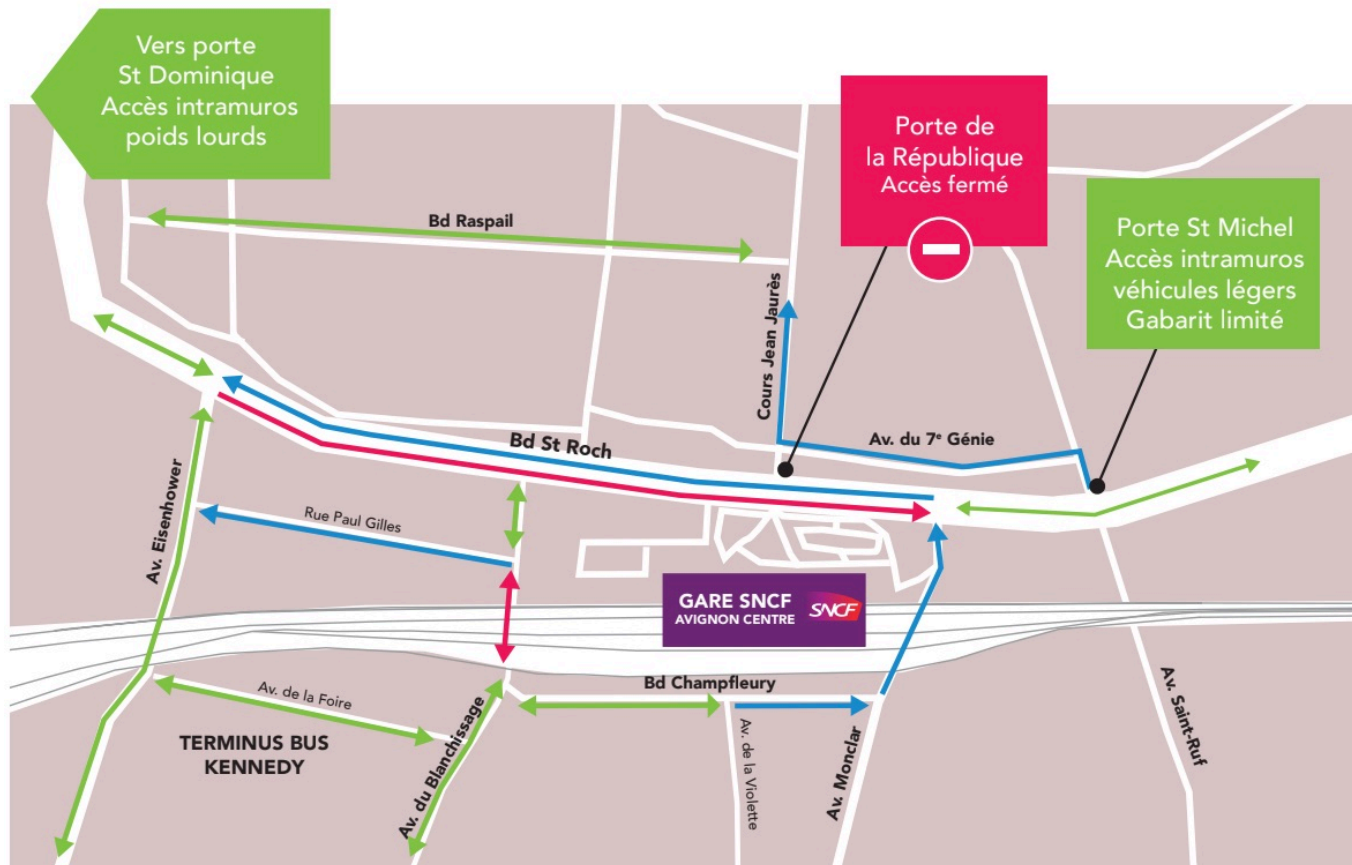 Vers porte
St Dominique
Accès intramuros
poids lourds
Porte de
la République
Accès fermé
Porte St Michel
Accès intramuros
véhicules légers
Gabarit limité
Bd Raspail
Cours Jean Jaurès
Av. du 7e Génie
Bd St Roch
Av. Eisenhower
Rue Paul Gilles
GARE SNCF
AVIGNON CENTRE
SNCF
Bd Champfleury
Av. de la Foire
TERMINUS BUS
KENNEDY
Av. du Blanchissage
Av. de la Violette
Av. Monclar
Av. Saint-Ruf